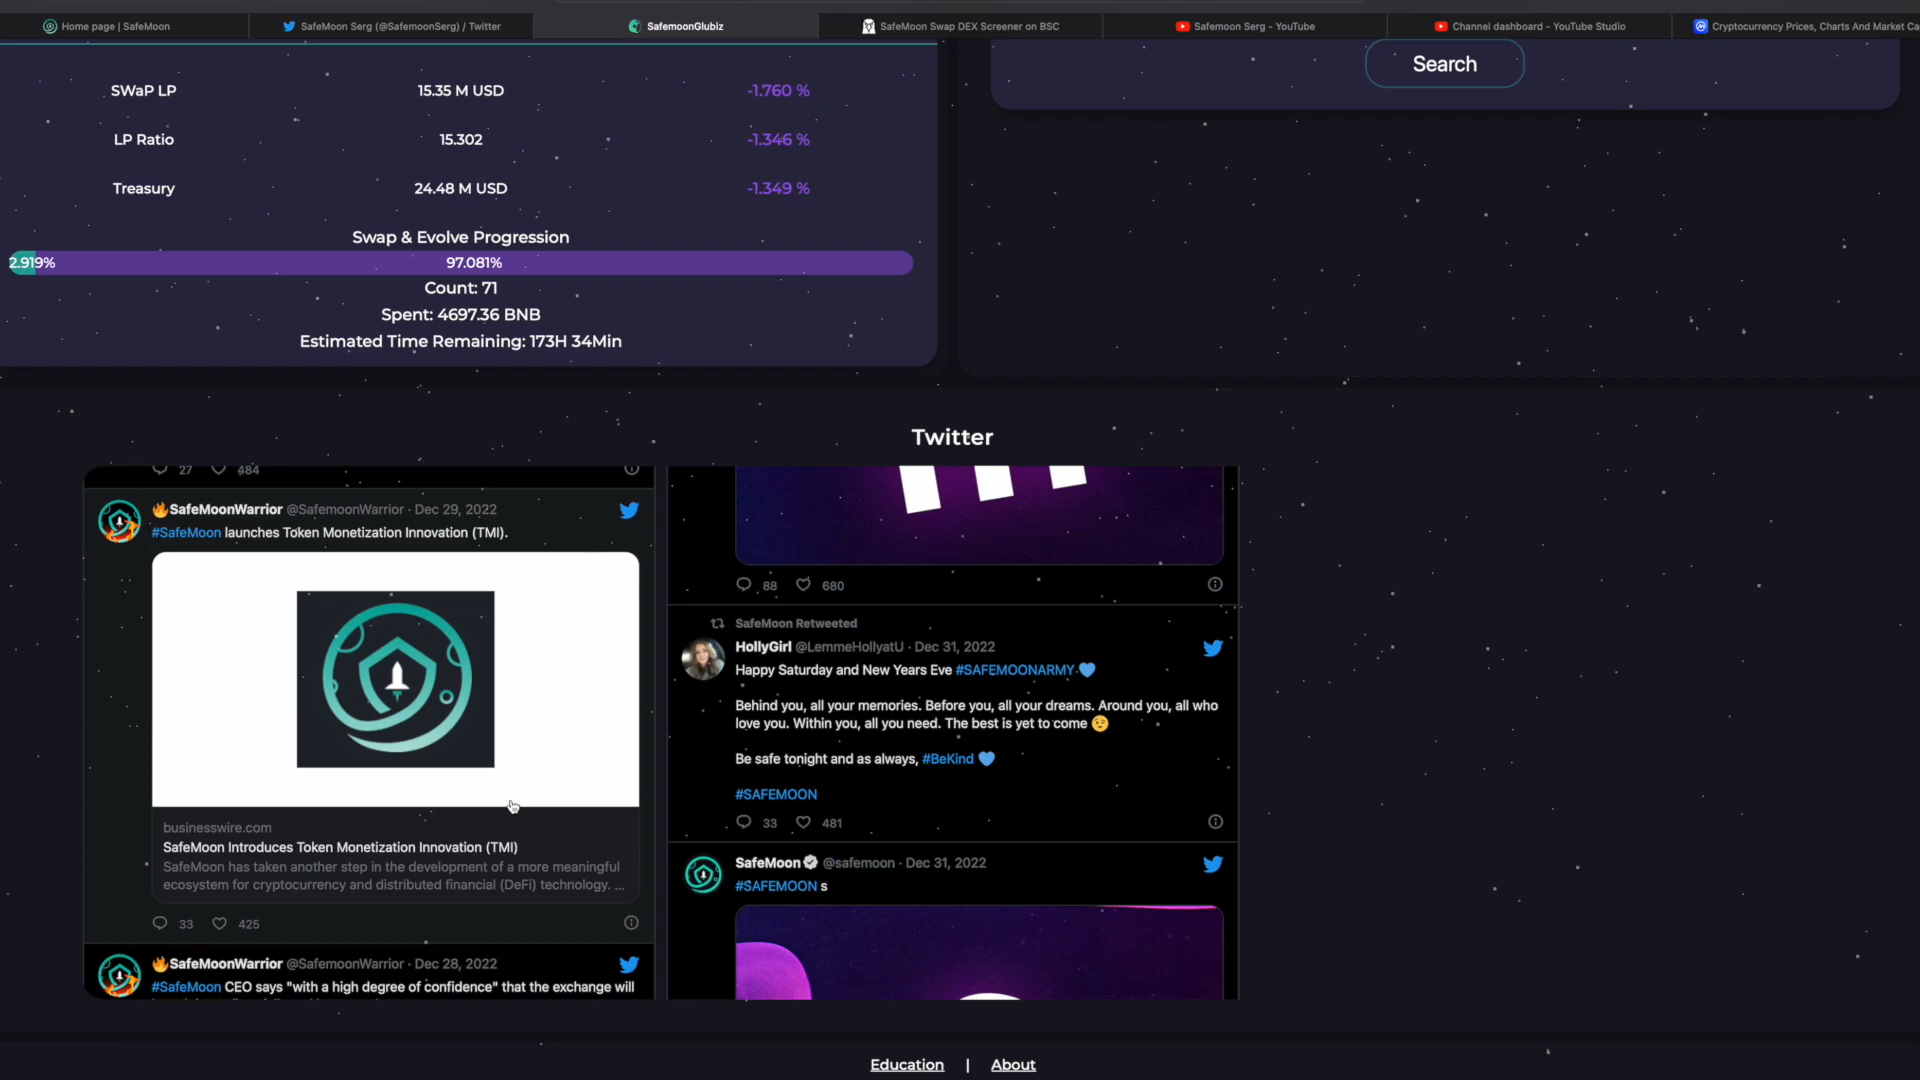 Home page | SafeMoon
SafeMoon Serg (@SafemoonSerg) / Twitter
SafemoonGlubiz
SafeMoon Swap DEX Screener on BSC
Safemoon Serg - YouTube
Channel dashboard – YouTube Studio
Cryptocurrency Prices, Charts And Market Ca
Search
SWaP LP 15.35 M USD -1.760 %
LP Ratio 15.302 -1.346 %
Treasury 24.48 M USD -1.349 %
Swap & Evolve Progression
2.919% 97.081%
Count: 71
Spent: 4697.36 BNB
Estimated Time Remaining: 173H 34Min
Twitter
27 484
🔥SafeMoonWarrior @SafemoonWarrior · Dec 29, 2022
#SafeMoon launches Token Monetization Innovation (TMI).
businesswire.com
SafeMoon Introduces Token Monetization Innovation (TMI)
SafeMoon has taken another step in the development of a more meaningful
ecosystem for cryptocurrency and distributed financial (DeFi) technology. ...
33 425
🔥SafeMoonWarrior @SafemoonWarrior · Dec 28, 2022
#SafeMoon CEO says "with a high degree of confidence" that the exchange will
88 680
SafeMoon Retweeted
HollyGirl @LemmeHollyatU · Dec 31, 2022
Happy Saturday and New Years Eve #SAFEMOONARMY 💙
Behind you, all your memories. Before you, all your dreams. Around you, all who
love you. Within you, all you need. The best is yet to come 😉
Be safe tonight and as always, #BeKind 💙
#SAFEMOON
33 481
SafeMoon @safemoon · Dec 31, 2022
#SAFEMOON s
Education | About